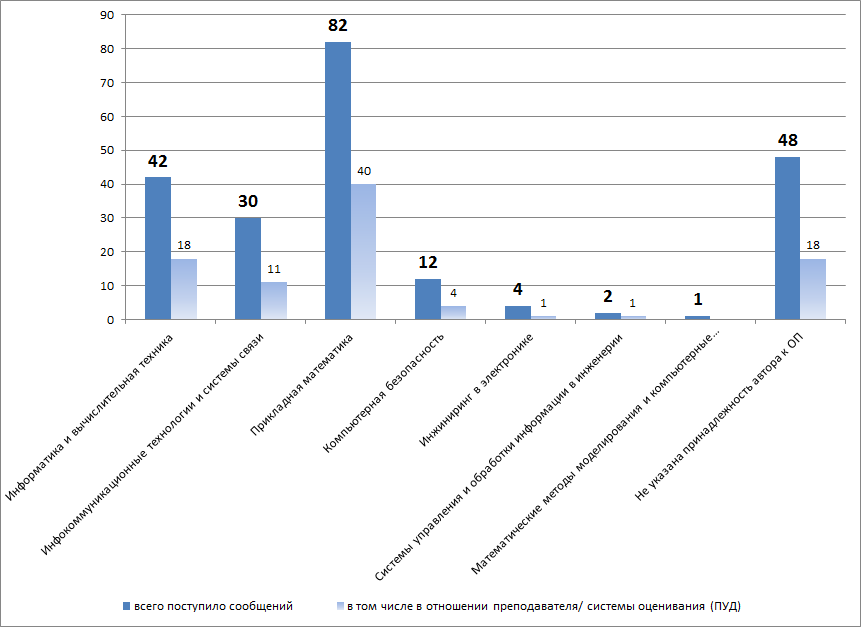 90
80
70
60
50
40
30
20
10
0
42
18
30
11
82
40
12
4
4
1
2
1
1
48
18
Информатика и вычислительная техника
Инфокоммуникационные технологии и системы связи
Прикладная математика
Компьютерная безопасность
Инжиниринг в электронике
Системы управления и обработки информации в инженерии
Математические методы моделирования и компьютерные…
Не указана принадлежность автора к ОП
всего поступило сообщений
в том числе в отношении преподавателя/ системы оценивания (ПУД)